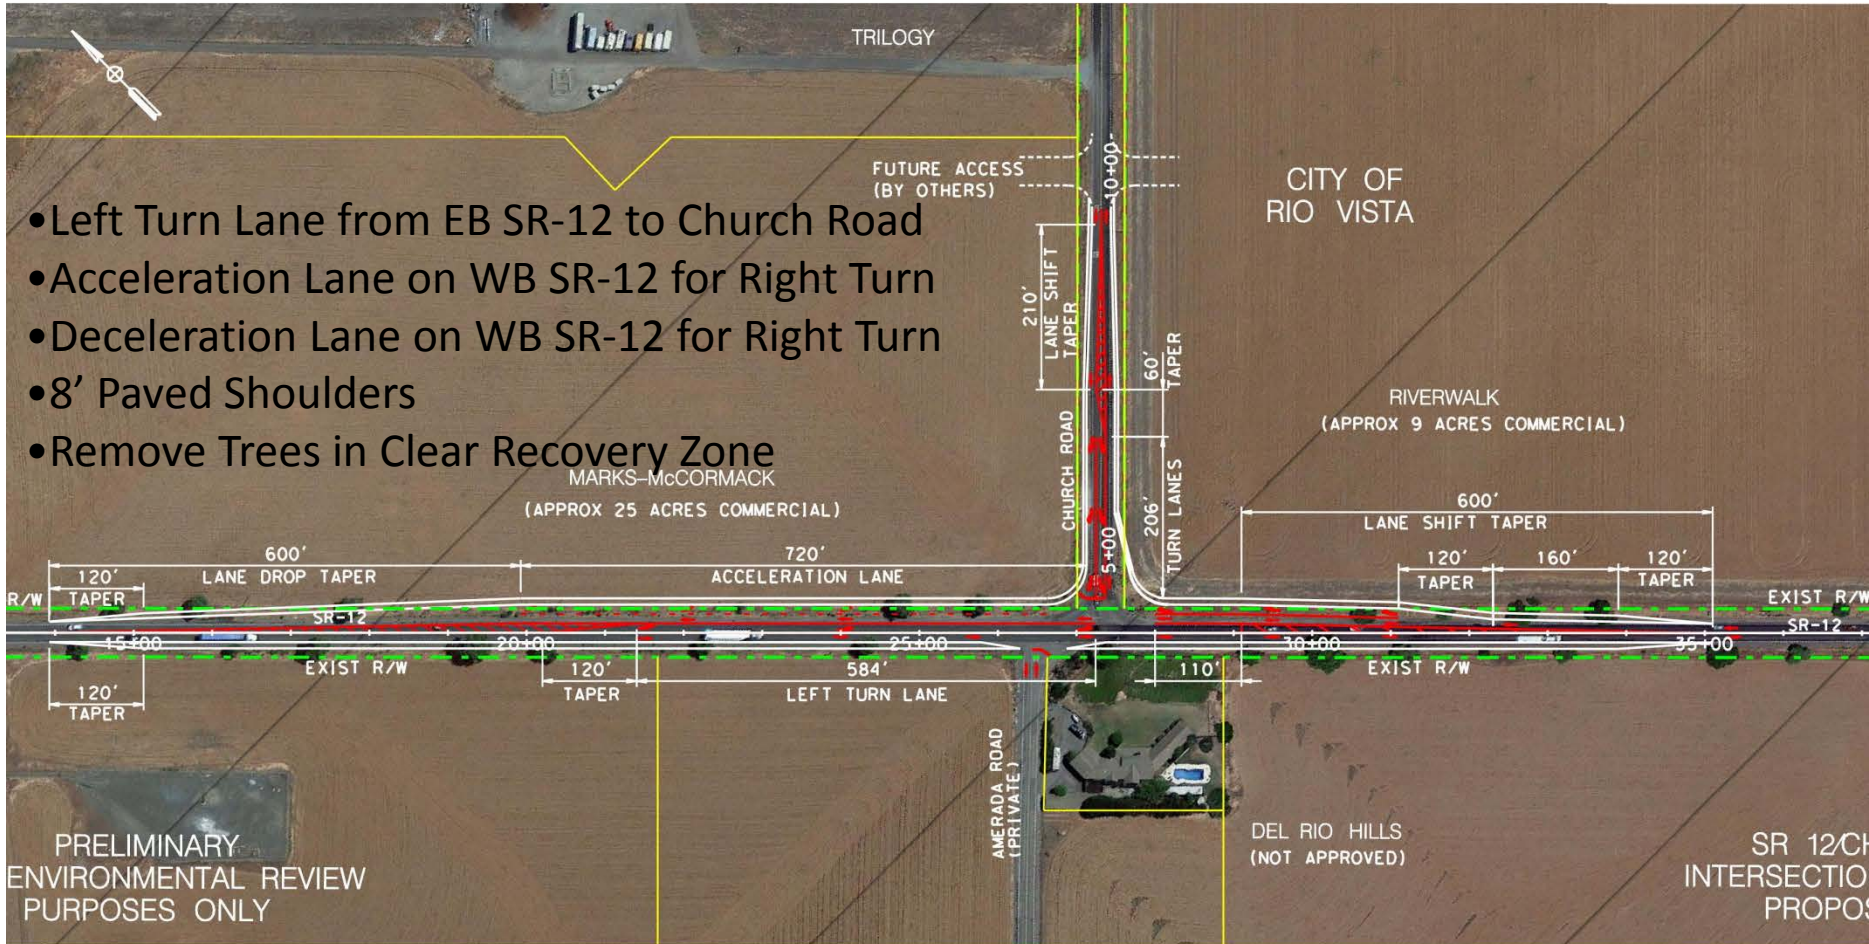 TRILOGY
FUTURE ACCESS
(BY OTHERS)
10+00
CITY OF
RIO VISTA
•Left Turn Lane from EB SR-12 to Church Road
•Acceleration Lane on WB SR-12 for Right Turn
•Deceleration Lane on WB SR-12 for Right Turn
•8’ Paved Shoulders
•Remove Trees in Clear Recovery Zone
210'
LANE SHIFT
TAPER
60'
TAPER
RIVERWALK
(APPROX 9 ACRES COMMERCIAL)
MARKS-McCORMACK
(APPROX 25 ACRES COMMERCIAL)
CHURCH ROAD
5+00
206'
TURN LANES
600'
LANE SHIFT TAPER
600'
LANE DROP TAPER
720'
ACCELERATION LANE
120'
TAPER
120'
TAPER
160'
120'
TAPER
R/W
SR-12
EXIST R/W
SR-12
15+00
20+00
25+00
30+00
35+00
EXIST R/W
EXIST R/W
120'
TAPER
120'
TAPER
584'
LEFT TURN LANE
110'
AMERADA ROAD
(PRIVATE)
DEL RIO HILLS
(NOT APPROVED)
PRELIMINARY
ENVIRONMENTAL REVIEW
PURPOSES ONLY
SR 12/CH
INTERSECTIO
PROPOS